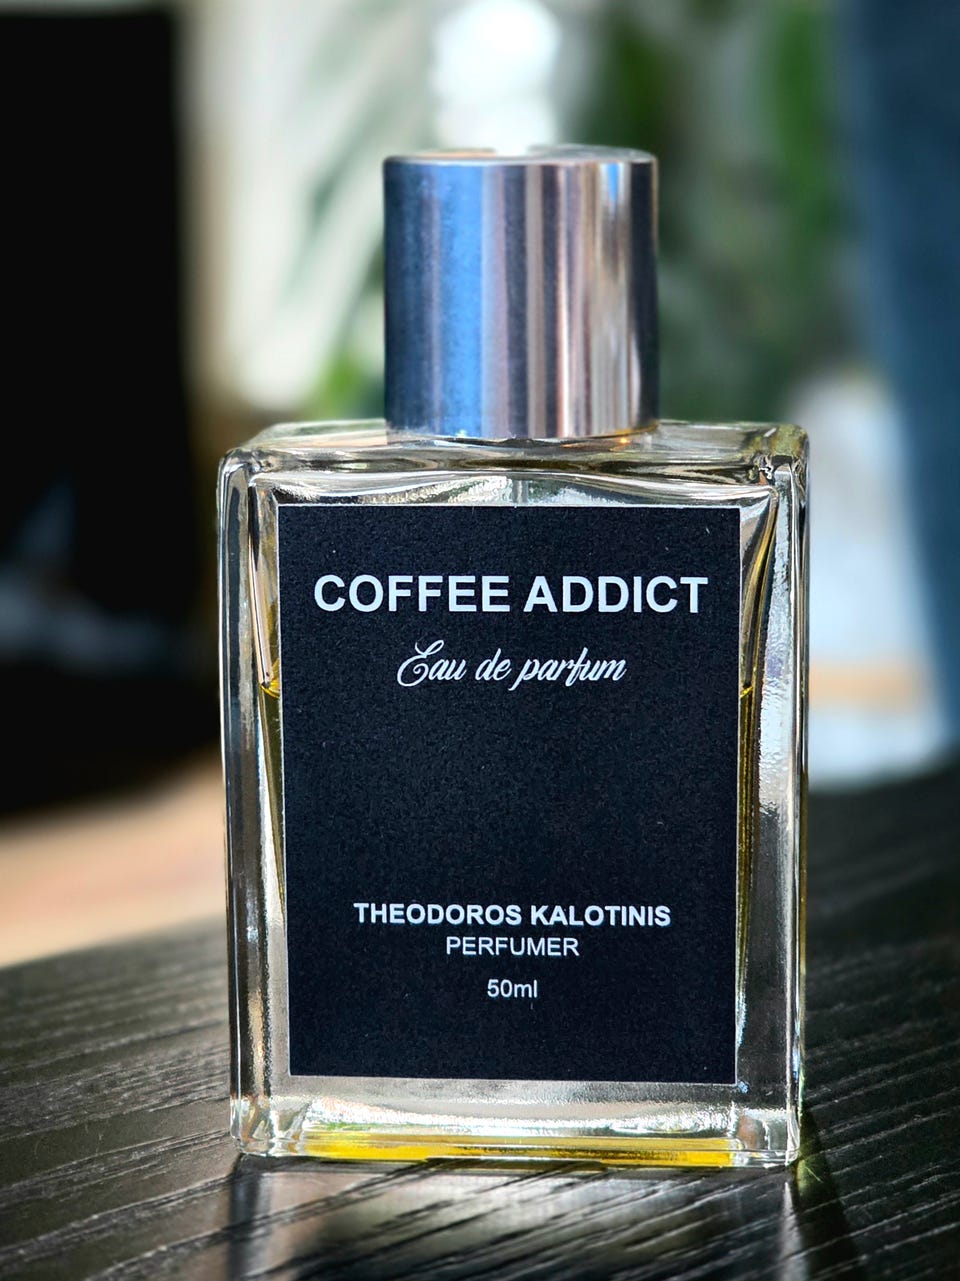 COFFEE ADDICT
Eau de parfum
THEODOROS KALOTINIS
PERFUMER
50ml